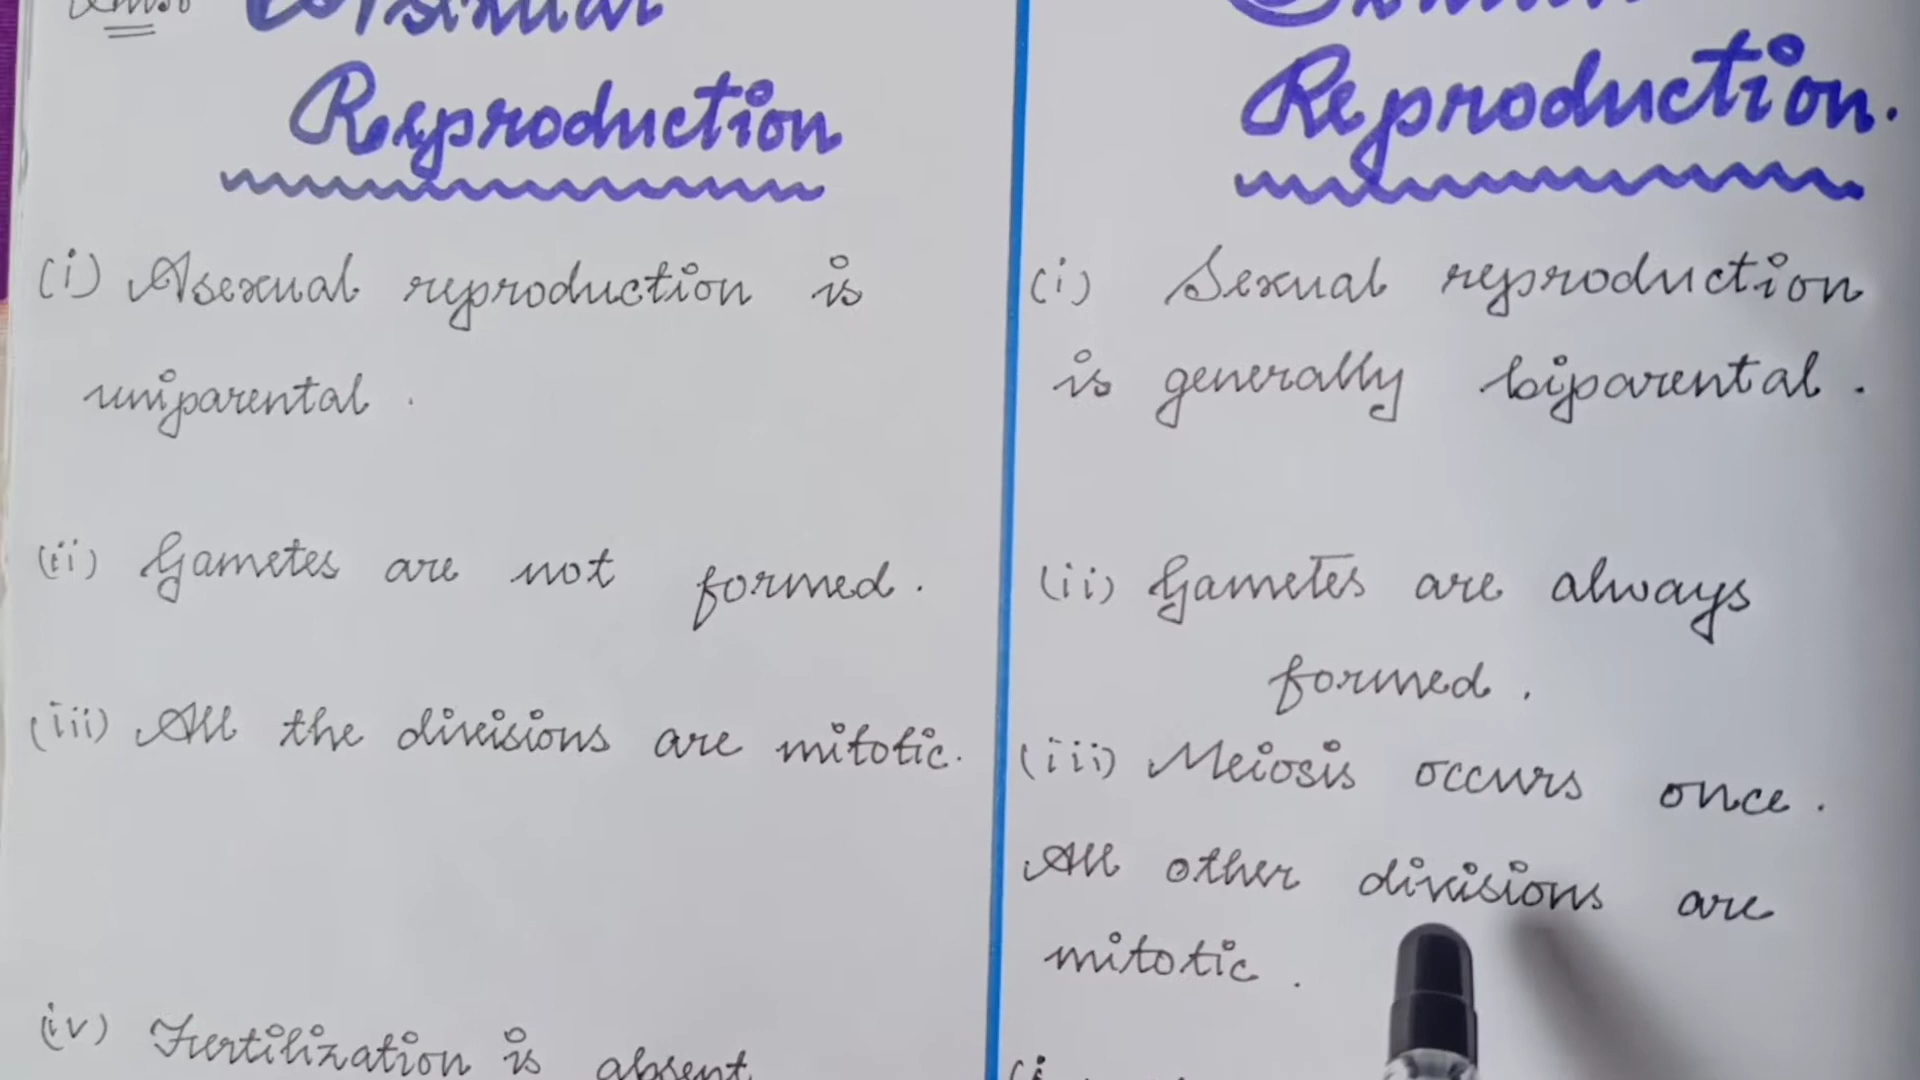 Asexual
Reproduction
(i) Asexual reproduction is
uniparental.
(ii) Gametes are not formed.
(iii) All the divisions are mitotic.
(iv) Fertilization is absent
Reproduction.
(i) Sexual reproduction
is generally biparental.
(ii) Gametes are always
formed.
(iii) Meiosis occurs once.
All other divisions are
mitotic.